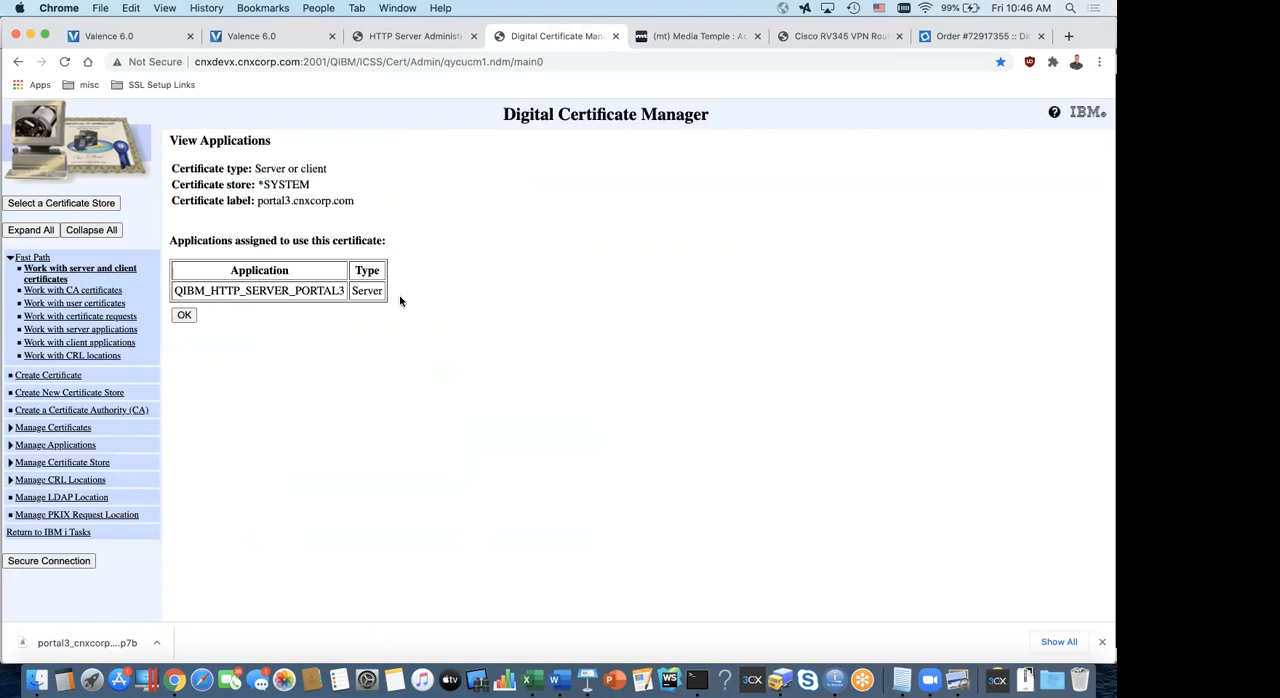 Chrome File Edit View History Bookmarks People Tab Window Help 99% Fri 10:46 AM
Valence 6.0 Valence 6.0 HTTP Server Administ Digital Certificate Man (mt) Media Temple : Ac Cisco RV345 VPN Rou Order #72917355 :: Di
Not Secure cnxdevx.cnxcorp.com:2001/QIBM/ICSS/Cert/Admin/qycucm1.ndm/main0
Apps misc SSL Setup Links
Digital Certificate Manager
IBM.
Select a Certificate Store
Expand All Collapse All
Fast Path
Work with server and client
certificates
Work with CA certificates
Work with user certificates
Work with certificate requests
Work with server applications
Work with client applications
Work with CRL locations
Create Certificate
Create New Certificate Store
Create a Certificate Authority (CA)
Manage Certificates
Manage Applications
Manage Certificate Store
Manage CRL Locations
Manage LDAP Location
Manage PKIX Request Location
Return to IBM i Tasks
Secure Connection
View Applications
Certificate type: Server or client
Certificate store: *SYSTEM
Certificate label: portal3.cnxcorp.com
Applications assigned to use this certificate:
Application Type
QIBM_HTTP_SERVER_PORTAL3 Server
OK
portal3_cnxcorp....p7b
Show All